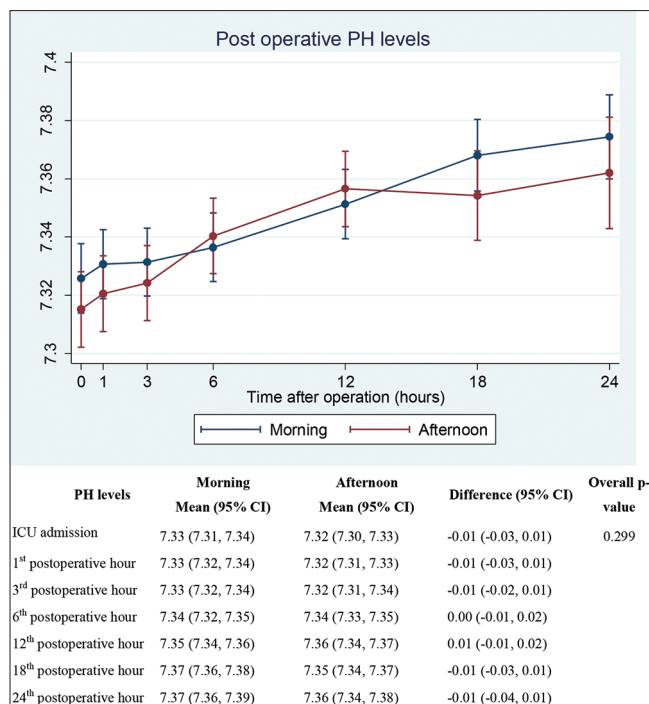 Post operative PH levels
7.4
7.38
7.36
7.34
7.32
7.3
0 1 3 6 12 18 24
Time after operation (hours)
Morning Afternoon
PH levels Morning Mean (95% CI) Afternoon Mean (95% CI) Difference (95% CI) Overall p-value
ICU admission 7.33 (7.31, 7.34) 7.32 (7.30, 7.33) -0.01 (-0.03, 0.01) 0.299
1st postoperative hour 7.33 (7.32, 7.34) 7.32 (7.31, 7.33) -0.01 (-0.03, 0.01)
3rd postoperative hour 7.33 (7.32, 7.34) 7.32 (7.31, 7.34) -0.01 (-0.02, 0.01)
6th postoperative hour 7.34 (7.32, 7.35) 7.34 (7.33, 7.35) 0.00 (-0.01, 0.02)
12th postoperative hour 7.35 (7.34, 7.36) 7.36 (7.34, 7.37) 0.01 (-0.01, 0.02)
18th postoperative hour 7.37 (7.36, 7.38) 7.35 (7.34, 7.37) -0.01 (-0.03, 0.01)
24th postoperative hour 7.37 (7.36, 7.39) 7.36 (7.34, 7.38) -0.01 (-0.04, 0.01)